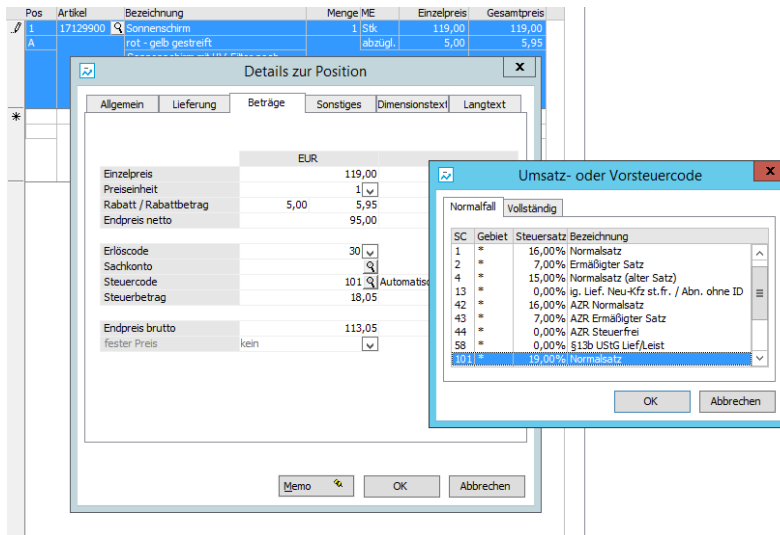 Pos Artikel Bezeichnung Menge ME Einzelpreis Gesamtpreis
1 17129900 Sonnenschirm 1 Stk 119,00 119,00
A rot - gelb gestreift abzügl. 5,00 5,95
Details zur Position x
Allgemein Lieferung Beträge Sonstiges Dimensionstext Langtext
EUR
Einzelpreis 119,00
Preiseinheit 1
Rabatt / Rabattbetrag 5,00 5,95
Endpreis netto 95,00
Erlöscode 30
Sachkonto
Steuercode 101 Automatisc
Steuerbetrag 18,05
Endpreis brutto 113,05
fester Preis kein
Memo OK Abbrechen
Umsatz- oder Vorsteuercode x
Normalfall Vollständig
SC Gebiet Steuersatz Bezeichnung
1 * 16,00% Normalsatz
2 * 7,00% Ermäßigter Satz
4 * 15,00% Normalsatz (alter Satz)
13 * 0,00% ig. Lief. Neu-Kfz st.fr. / Abn. ohne ID
42 * 16,00% AZR Normalsatz
43 * 7,00% AZR Ermäßigter Satz
44 * 0,00% AZR Steuerfrei
58 * 0,00% §13b UStG Lief/Leist
101 * 19,00% Normalsatz
OK Abbrechen